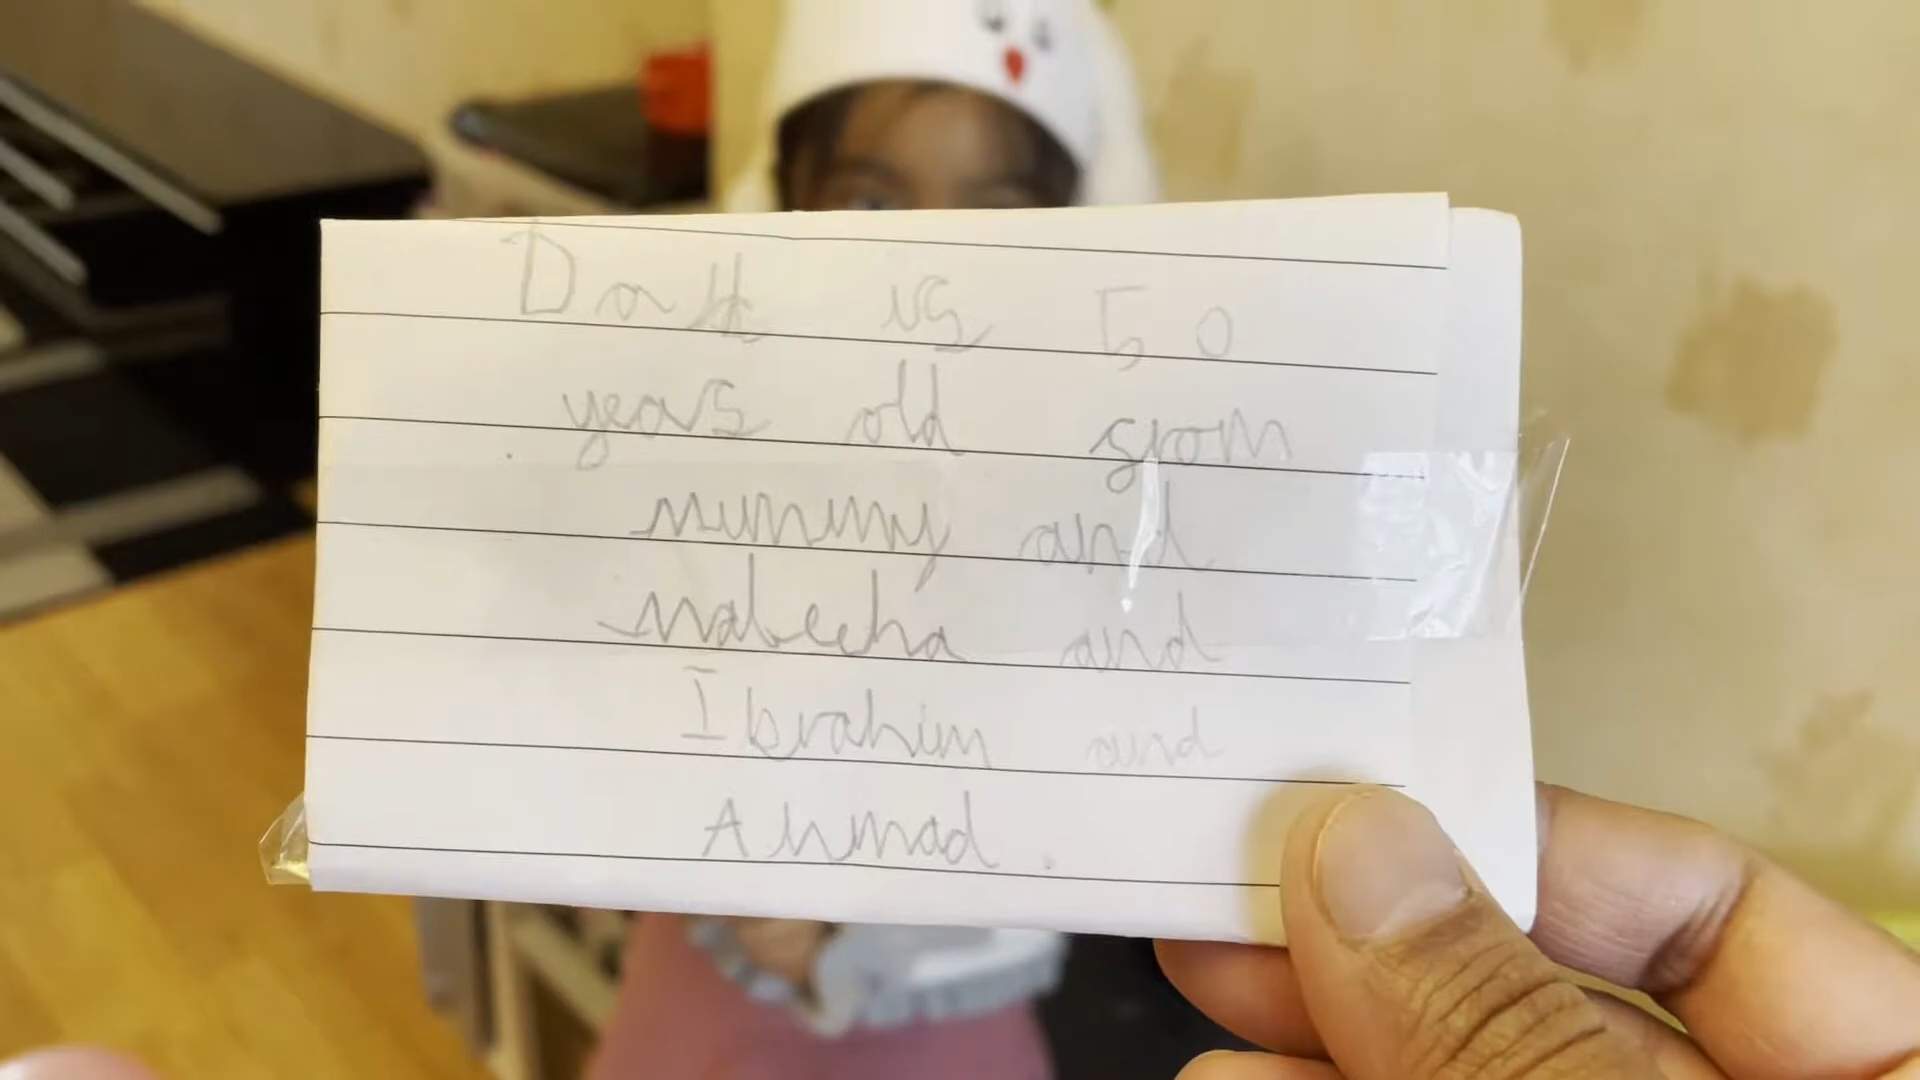 is 50
years old from
mummy and
Nabeeha and
Ibrahim and
Ahmad.